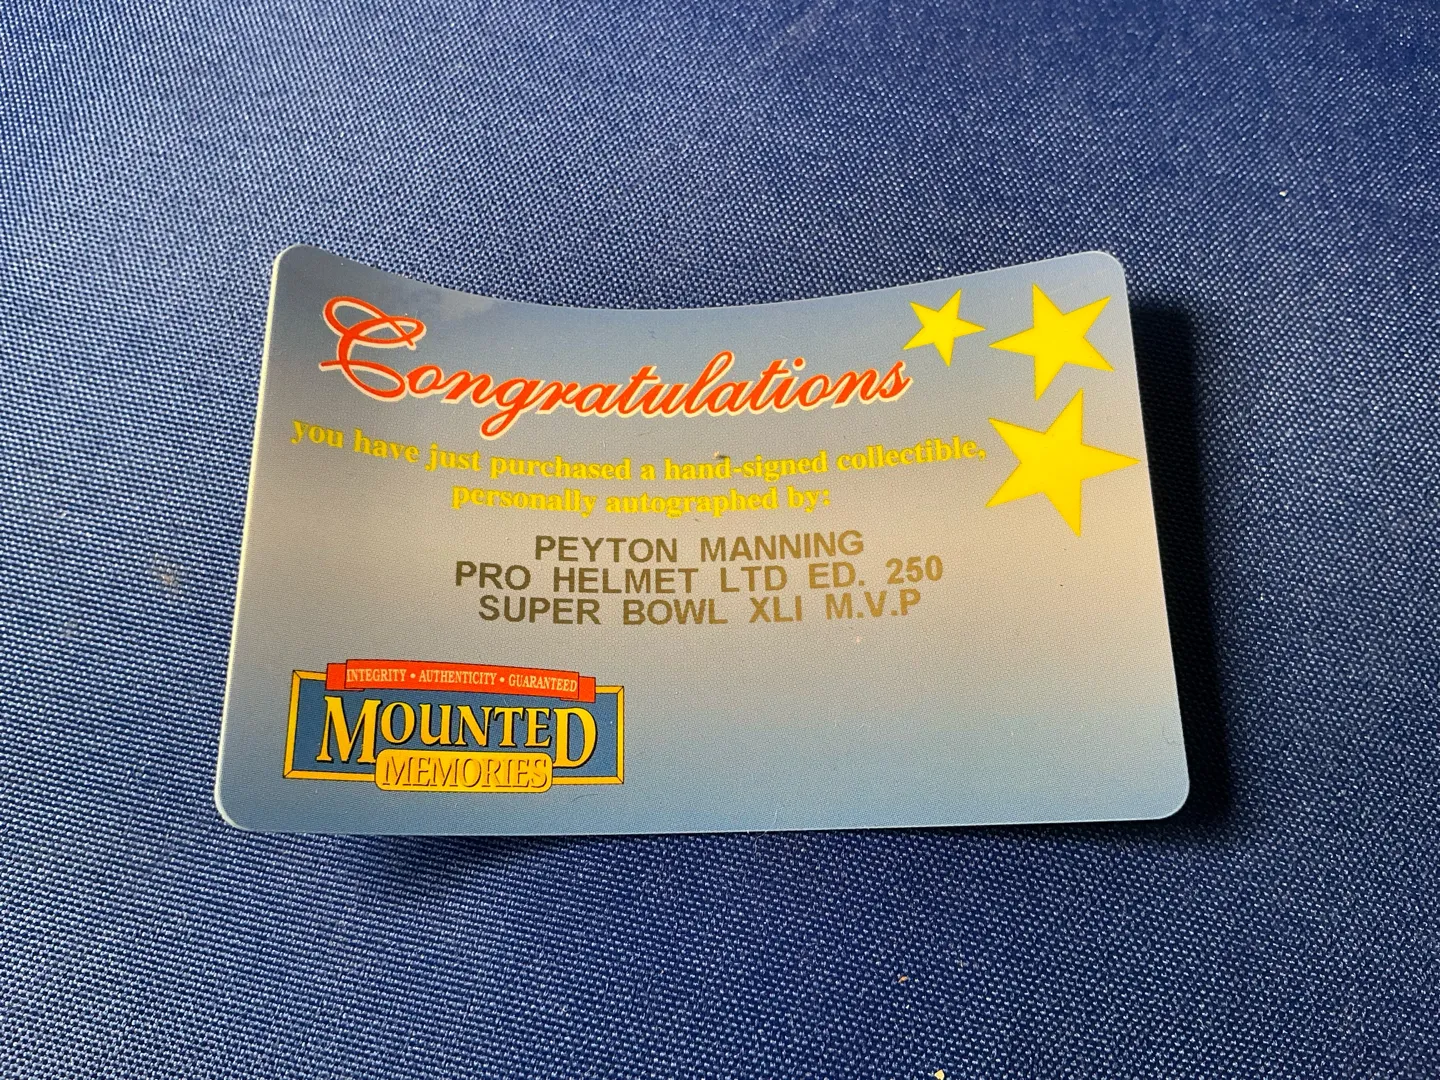 Congratulations
you have just purchased a hand-signed collectible,
personally autographed by:
PEYTON MANNING
PRO HELMET LTD ED. 250
SUPER BOWL XLI M.V.P
INTEGRITY • AUTHENTICITY • GUARANTEED
MOUNTED
MEMORIES